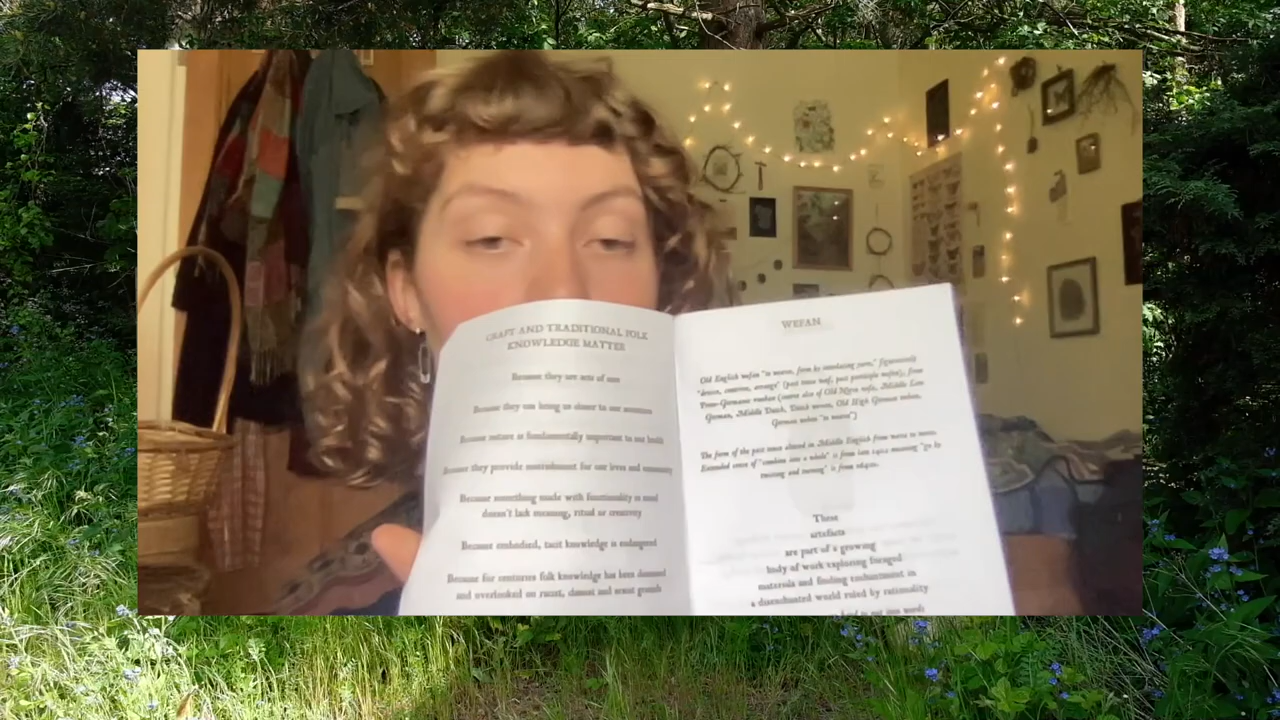 CRAFT AND TRADITIONAL FOLK
KNOWLEDGE MATTER
Because they are acts of care
Because they can bring us closer to our ancestors
Because nature is fundamentally important to our health
Because they provide nourishment for our lives and community
Because something made with functionality in mind
doesn't lack meaning, ritual or creativity
Because embodied, tacit knowledge is endangered
Because for centuries folk knowledge has been demeaned
and overlooked on racist, classist and sexist grounds
WEFAN
Old English wefan "to weave, form by interlacing yarn," figuratively
"devise, contrive, arrange" (past tense wæf, past participle wefen), from
Proto-Germanic weban (source also of Old Norse vefa, Middle Low
German, Middle Dutch, Dutch weven, Old High German weban,
German weben "to weave")
The form of the past tense altered in Middle English from wave to wove.
Extended sense of "combine into a whole" is from late 14c.; meaning "go by
twisting and turning" is from 1640s.
These
artefacts
are part of a growing
body of work exploring foraged
materials and finding enchantment in
a disenchanted world ruled by rationality
hard to put into words